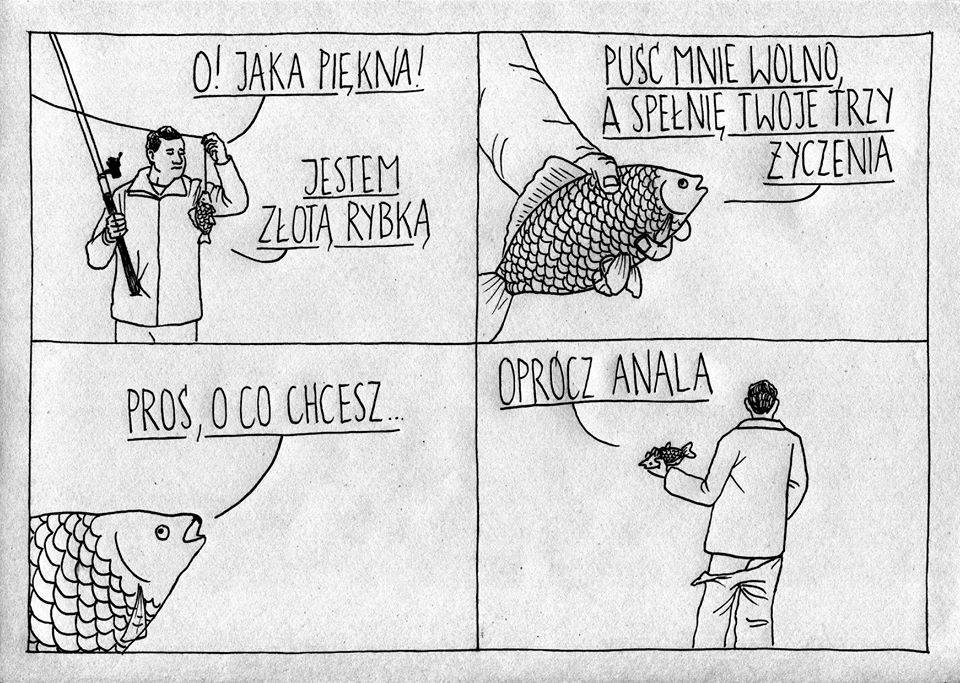 O! JAKA PIĘKNA!
JESTEM
ZŁOTĄ RYBKĄ
PUŚĆ MNIE WOLNO,
A SPEŁNIĘ TWOJE TRZY
ŻYCZENIA
PROŚ, O CO CHCESZ...
OPRÓCZ ANALA